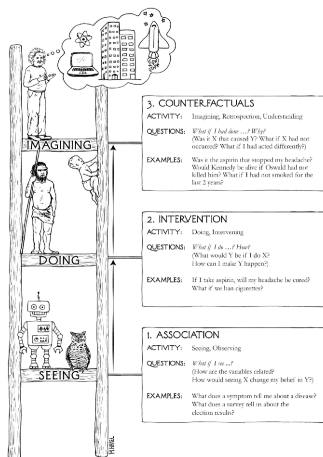 3. COUNTERFACTUALS
ACTIVITY: Imagining, Retrospection, Understanding
QUESTIONS: What if I had done ...? Why?
(Was it X that caused Y? What if X had not
occurred? What if I had acted differently?)
EXAMPLES: Was it the aspirin that stopped my headache?
Would Kennedy be alive if Oswald had not
killed him? What if I had not smoked for the
last 2 years?
IMAGINING
2. INTERVENTION
ACTIVITY: Doing, Intervening
QUESTIONS: What if I do ...? How?
(What would Y be if I do X?
How can I make Y happen?)
EXAMPLES: If I take aspirin, will my headache be cured?
What if we ban cigarettes?
DOING
1. ASSOCIATION
ACTIVITY: Seeing, Observing
QUESTIONS: What if I see ...?
(How are the variables related?
How would seeing X change my belief in Y?)
EXAMPLES: What does a symptom tell me about a disease?
What does a survey tell us about the
election results?
SEEING